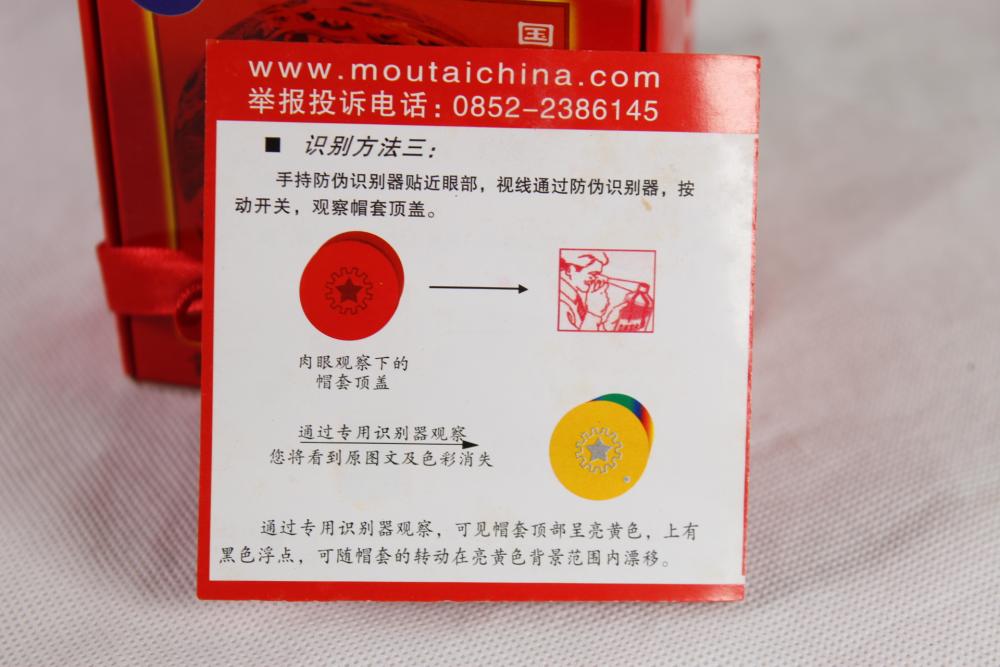 国
www.moutaichina.com
举报投诉电话：0852-2386145
■ 识别方法三：
手持防伪识别器贴近眼部，视线通过防伪识别器，按
动开关，观察帽套顶盖。
肉眼观察下的
帽套顶盖
通过专用识别器观察
您将看到原图文及色彩消失
通过专用识别器观察，可见帽套顶部呈亮黄色，上有
黑色浮点，可随帽套的转动在亮黄色背景范围内漂移。